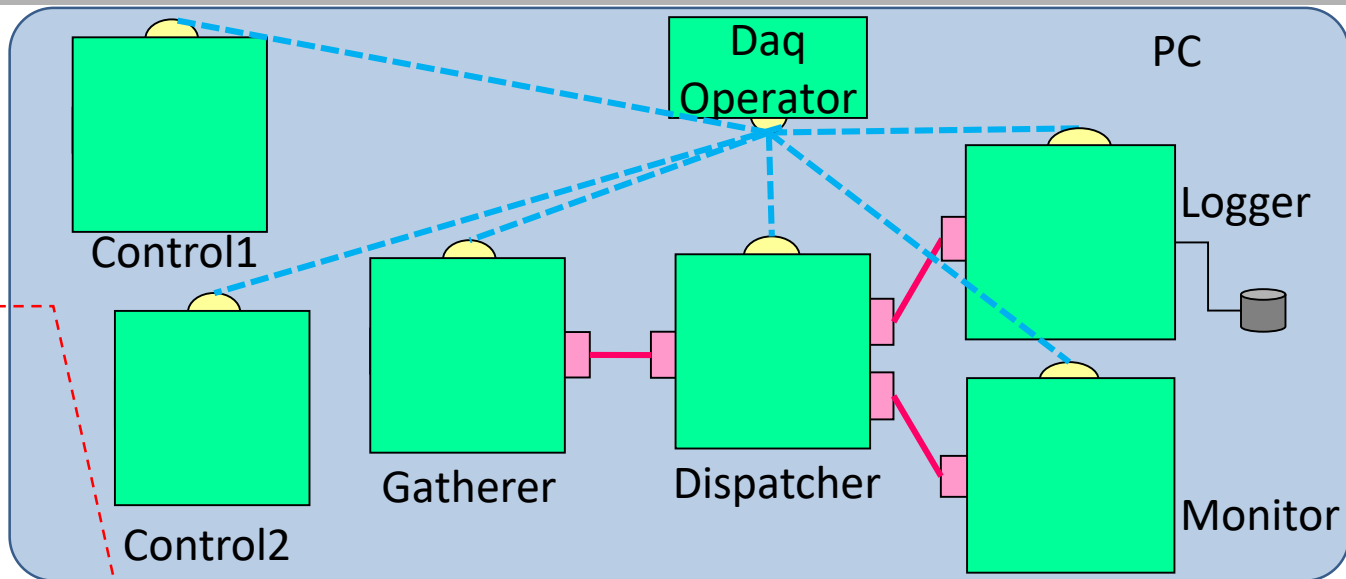 Daq
Operator
PC
Control1
Logger
Control2
Gatherer
Dispatcher
Monitor